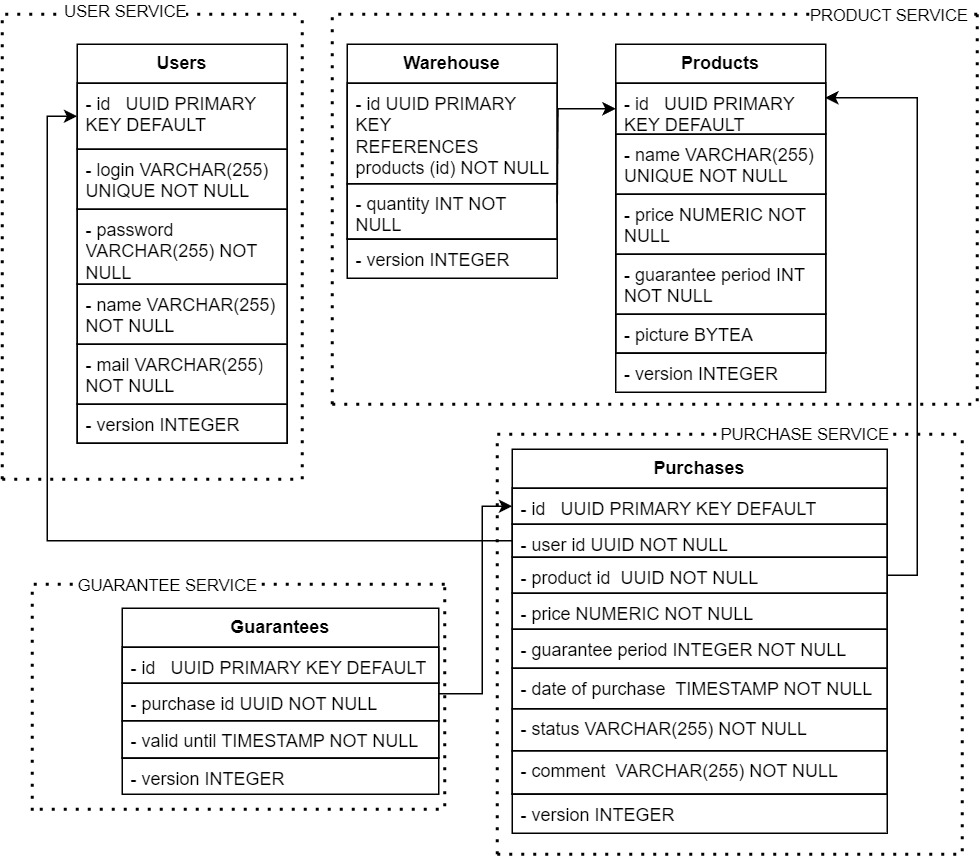 USER SERVICE
Users
- id UUID PRIMARY
KEY DEFAULT
- login VARCHAR(255)
UNIQUE NOT NULL
- password
VARCHAR(255) NOT
NULL
- name VARCHAR(255)
NOT NULL
- mail VARCHAR(255)
NOT NULL
- version INTEGER
PRODUCT SERVICE
Warehouse
- id UUID PRIMARY
KEY
REFERENCES
products (id) NOT NULL
- quantity INT NOT
NULL
- version INTEGER
Products
- id UUID PRIMARY
KEY DEFAULT
- name VARCHAR(255)
UNIQUE NOT NULL
- price NUMERIC NOT
NULL
- guarantee period INT
NOT NULL
- picture BYTEA
- version INTEGER
PURCHASE SERVICE
Purchases
- id UUID PRIMARY KEY DEFAULT
- user id UUID NOT NULL
- product id UUID NOT NULL
- price NUMERIC NOT NULL
- guarantee period INTEGER NOT NULL
- date of purchase TIMESTAMP NOT NULL
- status VARCHAR(255) NOT NULL
- comment VARCHAR(255) NOT NULL
- version INTEGER
GUARANTEE SERVICE
Guarantees
- id UUID PRIMARY KEY DEFAULT
- purchase id UUID NOT NULL
- valid until TIMESTAMP NOT NULL
- version INTEGER